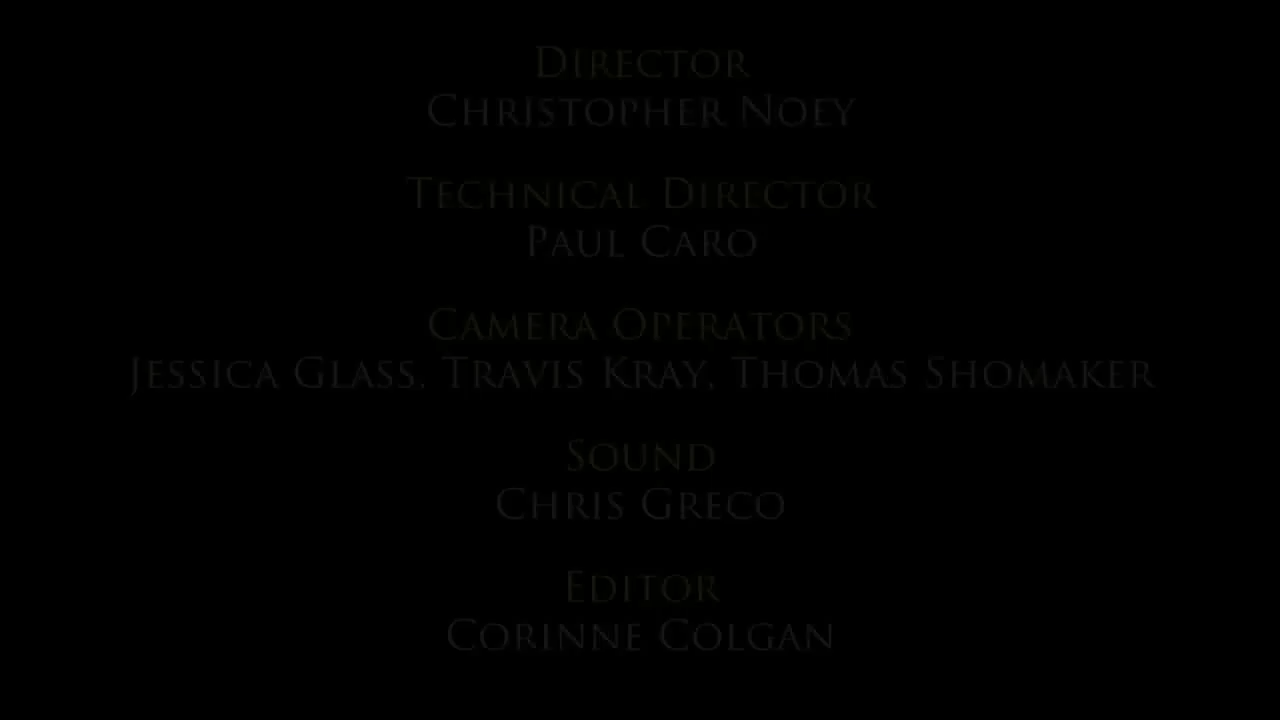 Director
Christopher Noey
Technical Director
Paul Caro
Camera Operators
Jessica Glass, Travis Kray, Thomas Shomaker
Sound
Chris Greco
Editor
Corinne Colgan